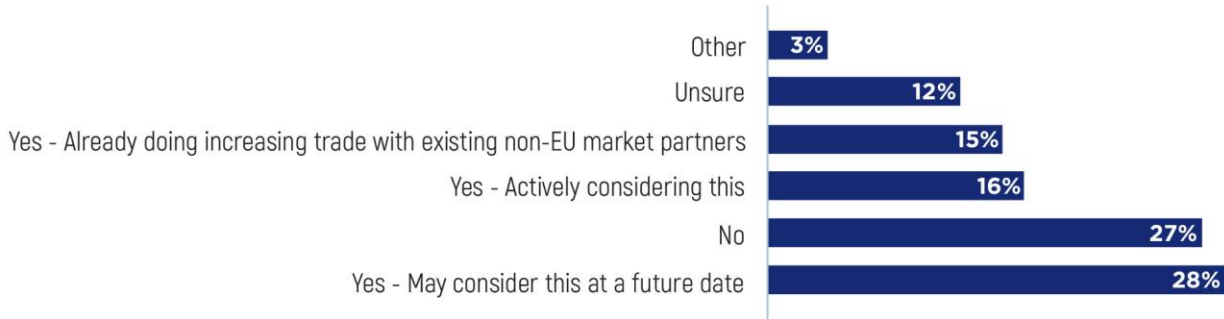 Other 3%
Unsure 12%
Yes - Already doing increasing trade with existing non-EU market partners 15%
Yes - Actively considering this 16%
No 27%
Yes - May consider this at a future date 28%